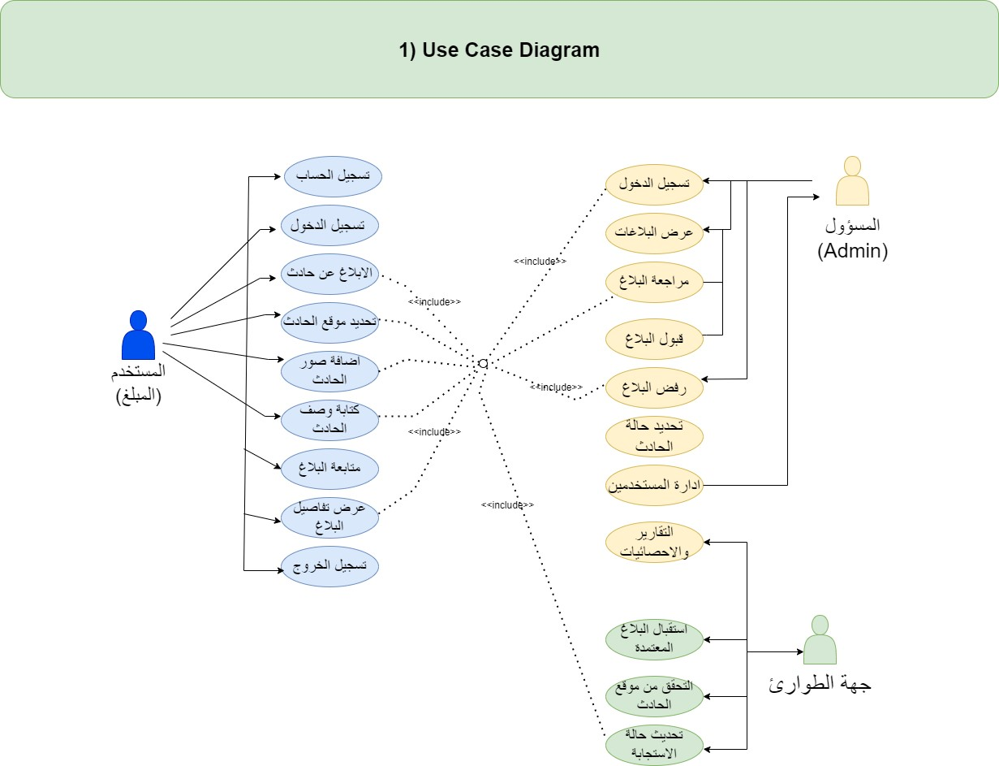 1) Use Case Diagram
تسجيل الحساب
تسجيل الدخول
الابلاغ عن حادث
تحديد موقع الحادث
اضافة صور
الحادث
كتابة وصف
الحادث
متابعة البلاغ
عرض تفاصيل
البلاغ
تسجيل الخروج
المستخدم
(المبلغ)
<<include>>
<<include>>
<<include>>
<<include>>
<<include>>
تسجيل الدخول
عرض البلاغات
مراجعة البلاغ
قبول البلاغ
رفض البلاغ
تحديد حالة
الحادث
ادارة المستخدمين
التقارير
والاحصائيات
المسؤول
(Admin)
استقبال البلاغ
المعتمدة
التحقق من موقع
الحادث
تحديث حالة
الاستجابة
جهة الطوارئ